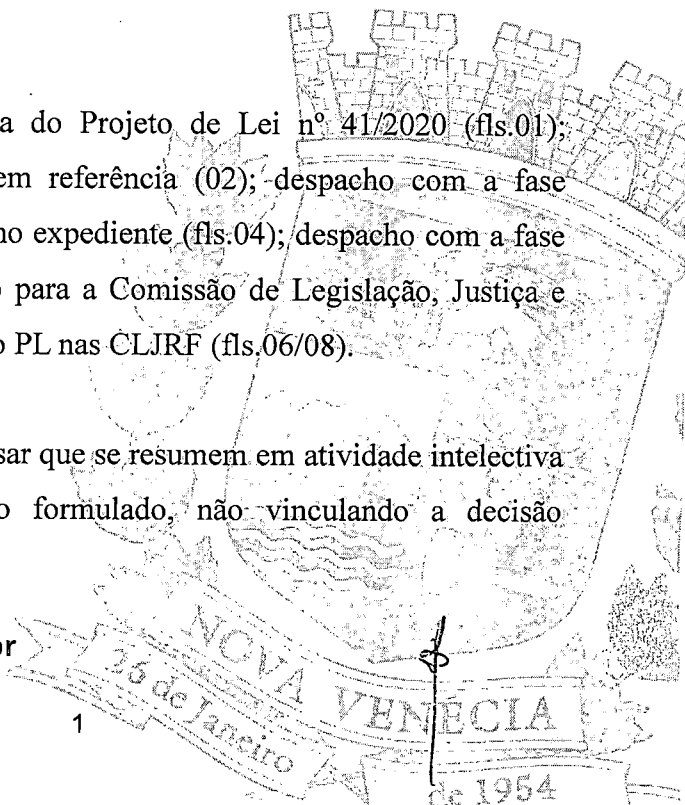 a do Projeto de Lei nº 41/2020 (fls.01);
em referência (02); despacho com a fase
no expediente (fls.04); despacho com a fase
para a Comissão de Legislação, Justiça e
o PL nas CLJRF (fls.06/08).
sar que se resumem em atividade intelectiva
o formulado, não vinculando a decisão
or
1
NOVA VENÉCIA
26 de Janeiro
de 1954